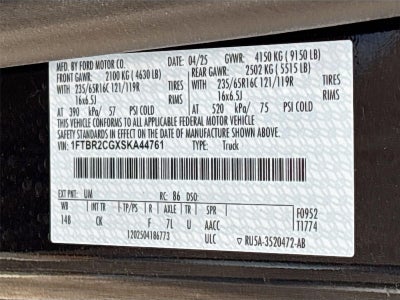 MFD. BY FORD MOTOR CO. 04/25 GVWR: 4150 KG ( 9150 LB)
FRONT GAWR: 2100 KG ( 4630 LB) REAR GAWR: 2502 KG ( 5515 LB)
WITH 235/65R16C 121/119R TIRES WITH 235/65R16C 121/119R TIRES
16x6.5J RIMS 16x6.5J RIMS
AT 390 kPa/ 57 PSI COLD AT 520 kPa/ 75 PSI COLD
THIS VEHICLE CONFORMS TO ALL APPLICABLE FEDERAL MOTOR VEHICLE
SAFETY STANDARDS IN EFFECT ON THE DATE OF MANUFACTURE SHOWN ABOVE.
VIN: 1FTBR2CGXSKA44761 TYPE: Truck
EXT PNT: UM RC: 86 DSO:
WB INT TR TP/PS R AXLE TR SPR F0952
148 CK F 7L U AACC T1774
1202504186773 ULC RU5A-3520472-AB